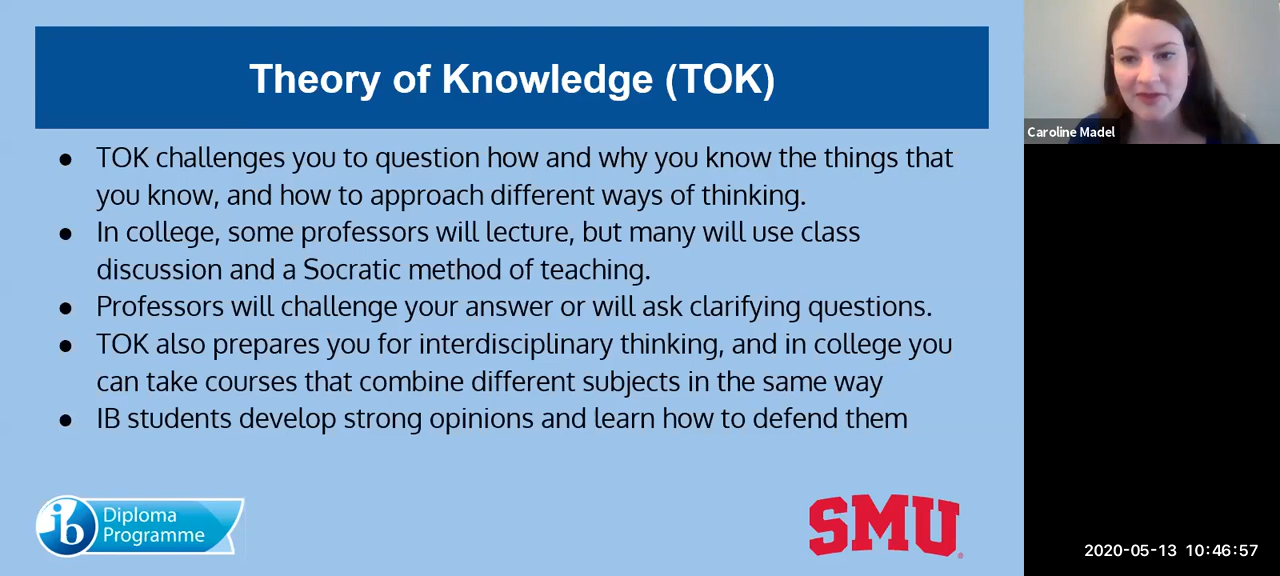 Theory of Knowledge (TOK)
Caroline Madel
● TOK challenges you to question how and why you know the things that
you know, and how to approach different ways of thinking.
● In college, some professors will lecture, but many will use class
discussion and a Socratic method of teaching.
● Professors will challenge your answer or will ask clarifying questions.
● TOK also prepares you for interdisciplinary thinking, and in college you
can take courses that combine different subjects in the same way
● IB students develop strong opinions and learn how to defend them
ib Diploma
Programme
SMU®
2020-05-13 10:46:57